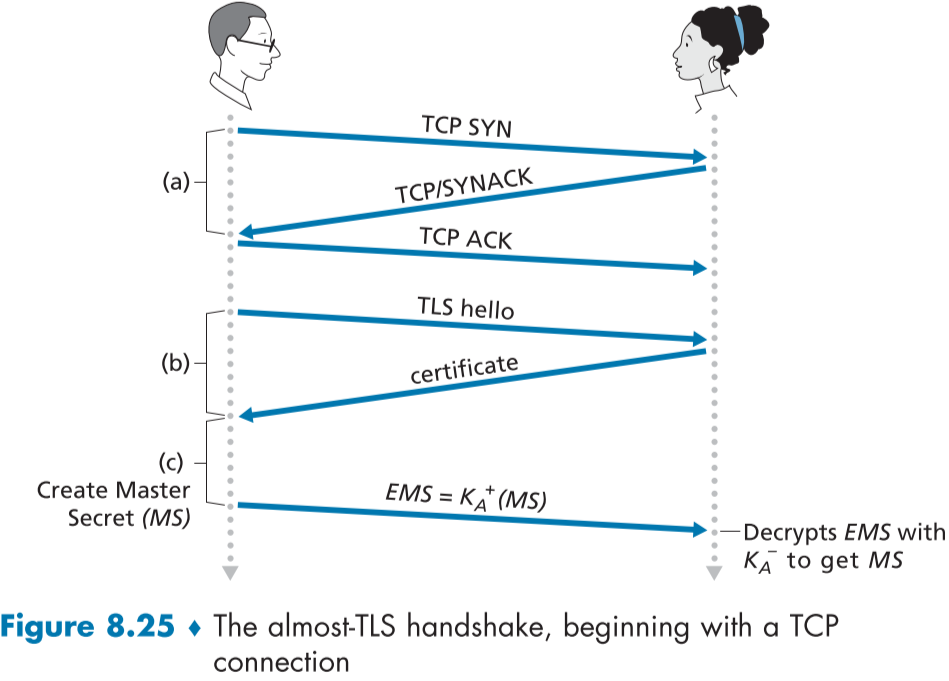 TCP SYN
(a)
TCP/SYNACK
TCP ACK
TLS hello
(b)
certificate
(c)
Create Master
Secret (MS)
EMS = K_A^+(MS)
Decrypts EMS with
K_A^- to get MS
Figure 8.25 ♦ The almost-TLS handshake, beginning with a TCP
connection